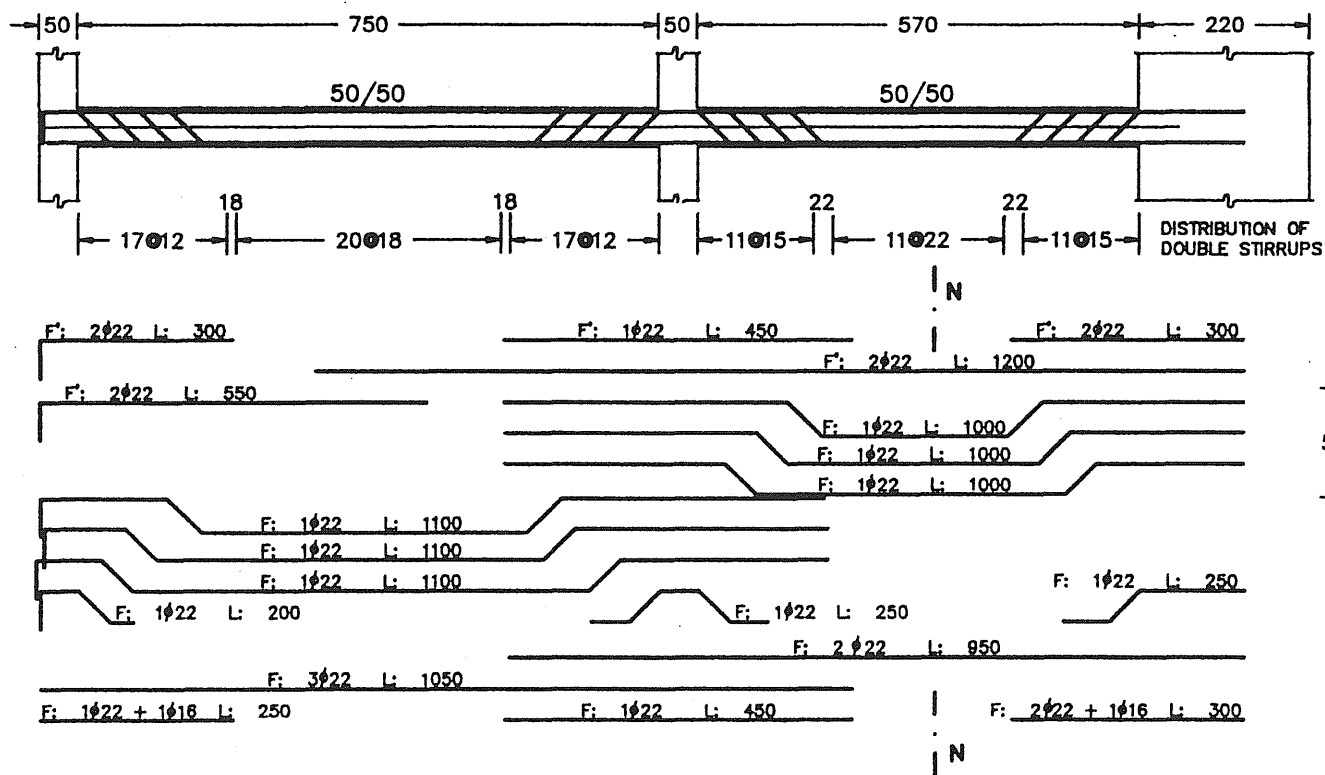 50 750 50 570 220
50/50 50/50
18 18 22 22
17@12 20@18 17@12 11@15 11@22 11@15 DISTRIBUTION OF
DOUBLE STIRRUPS
N
F': 2ϕ22 L: 300 F': 1ϕ22 L: 450 F': 2ϕ22 L: 300
F': 2ϕ22 L: 1200
F': 2ϕ22 L: 550
F: 1ϕ22 L: 1000
F: 1ϕ22 L: 1000
F: 1ϕ22 L: 1000
F: 1ϕ22 L: 1100
F: 1ϕ22 L: 1100
F: 1ϕ22 L: 1100
F: 1ϕ22 L: 250
F: 1ϕ22 L: 200 F: 1ϕ22 L: 250
F: 2ϕ22 L: 950
F: 3ϕ22 L: 1050
F: 1ϕ22 + 1ϕ16 L: 250 F: 1ϕ22 L: 450 F: 2ϕ22 + 1ϕ16 L: 300
N